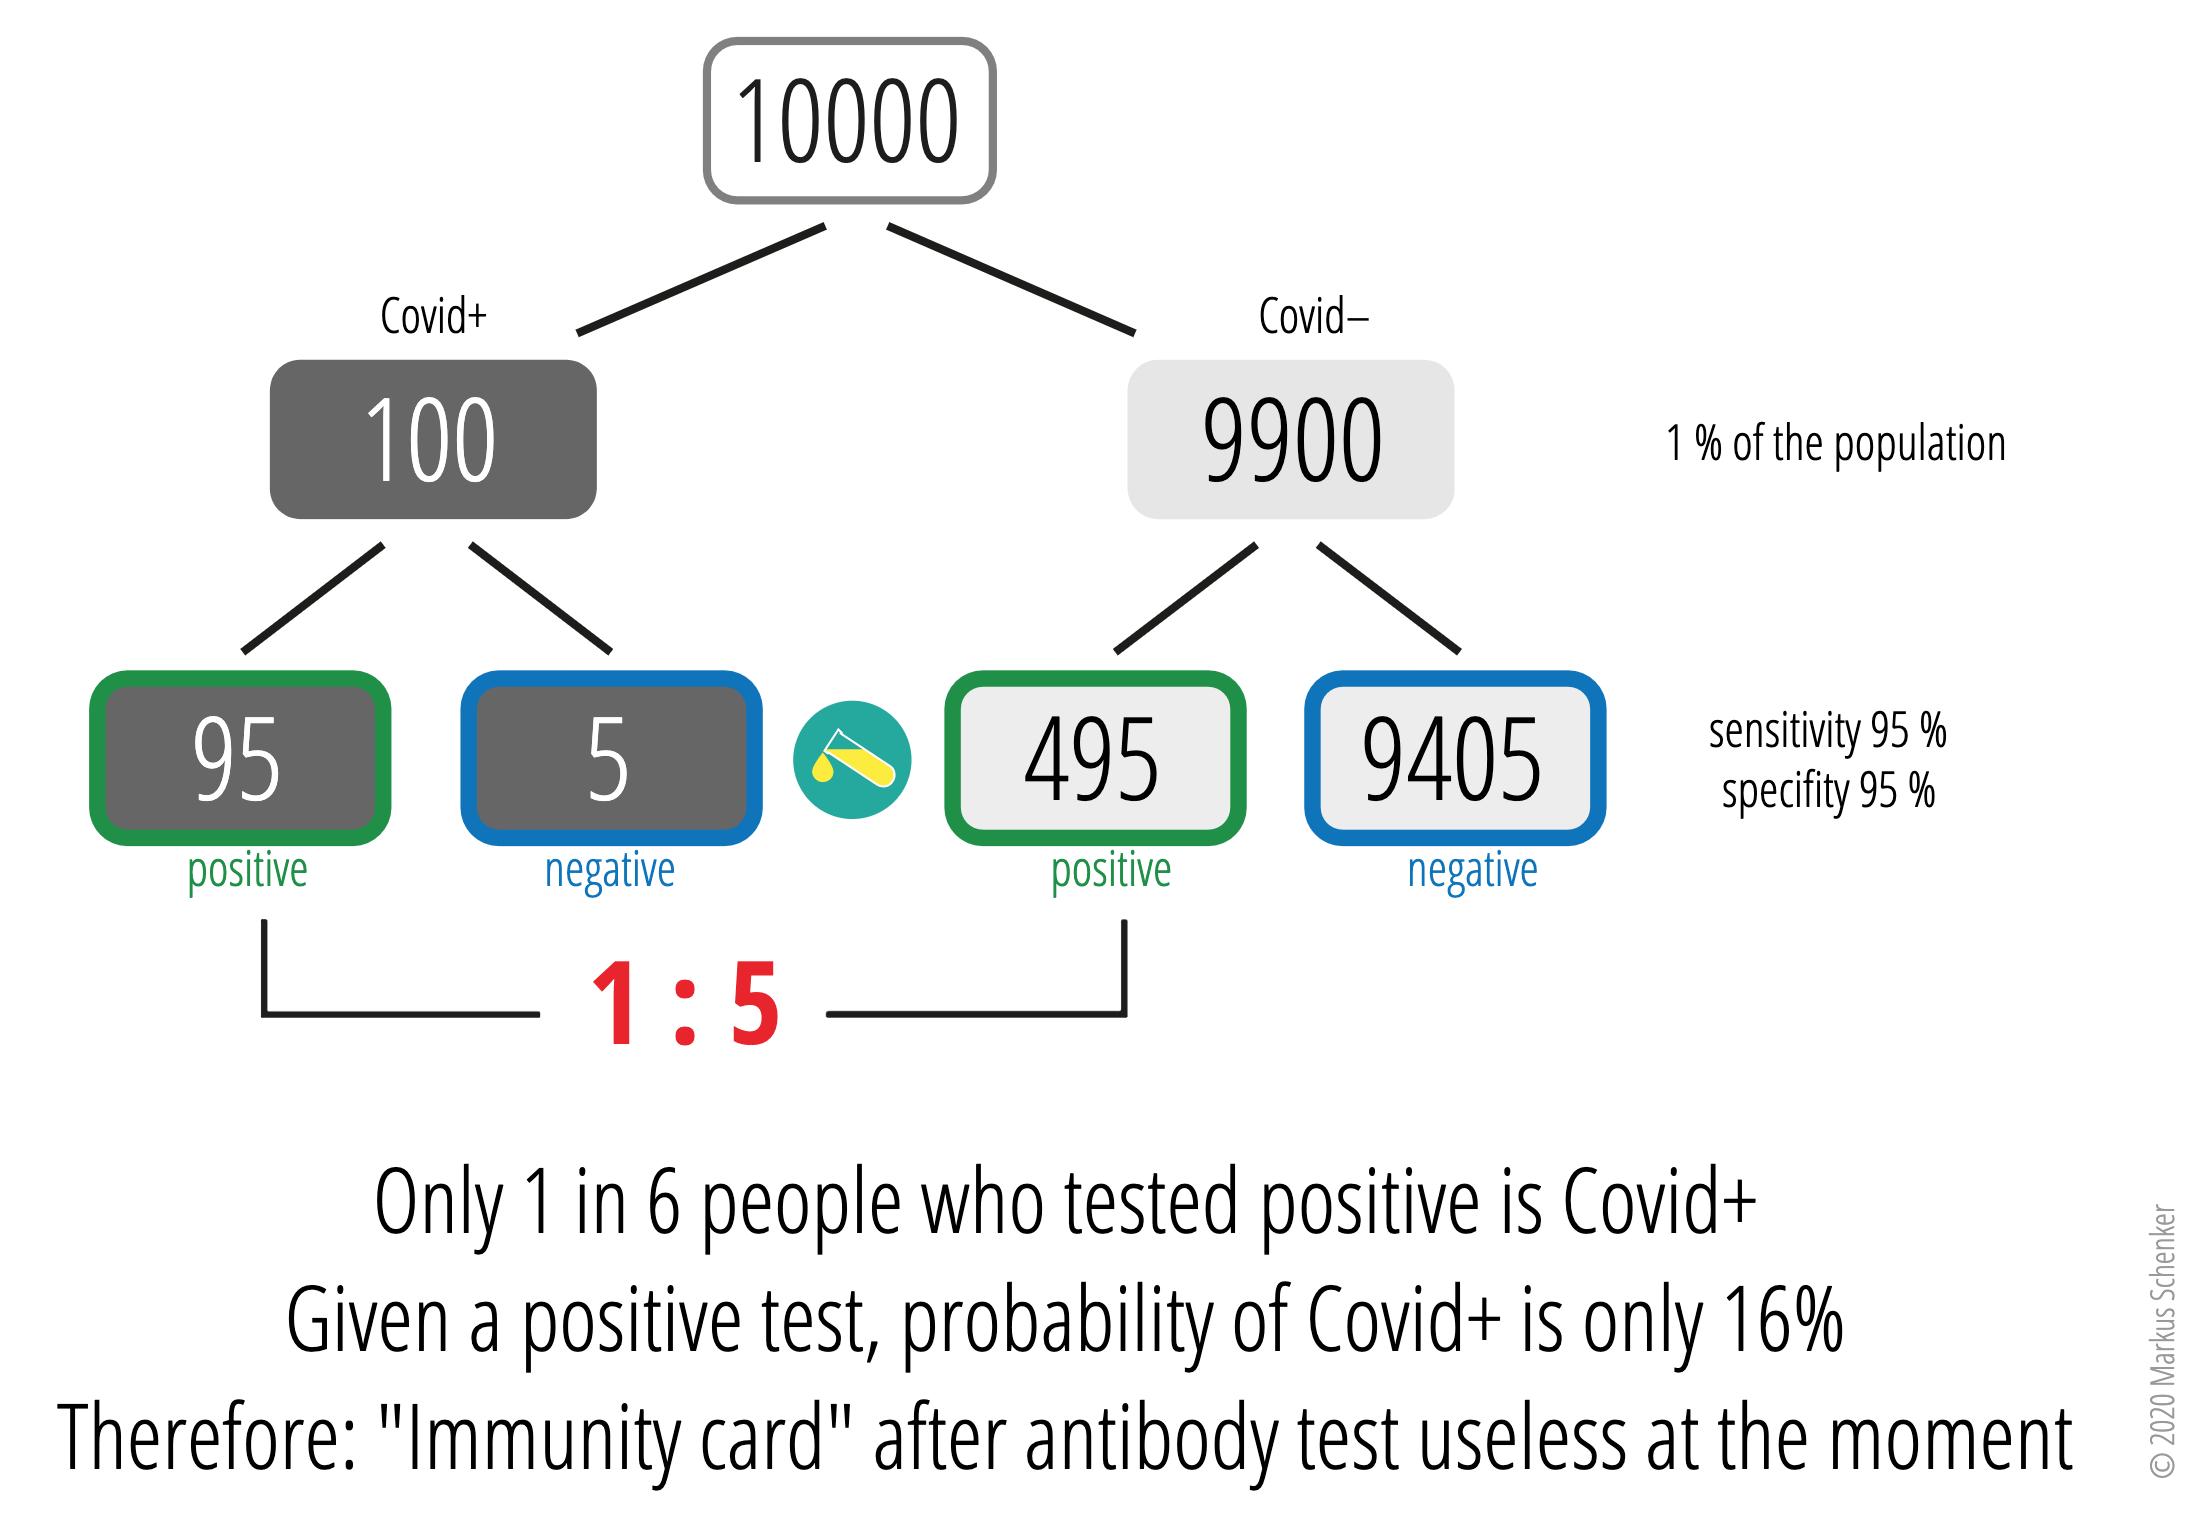 10000
Covid+
Covid–
100
9900
1 % of the population
95
5
495
9405
sensitivity 95 %
specifity 95 %
positive
negative
positive
negative
1 : 5
Only 1 in 6 people who tested positive is Covid+
Given a positive test, probability of Covid+ is only 16%
Therefore: "Immunity card" after antibody test useless at the moment
© 2020 Markus Schenker